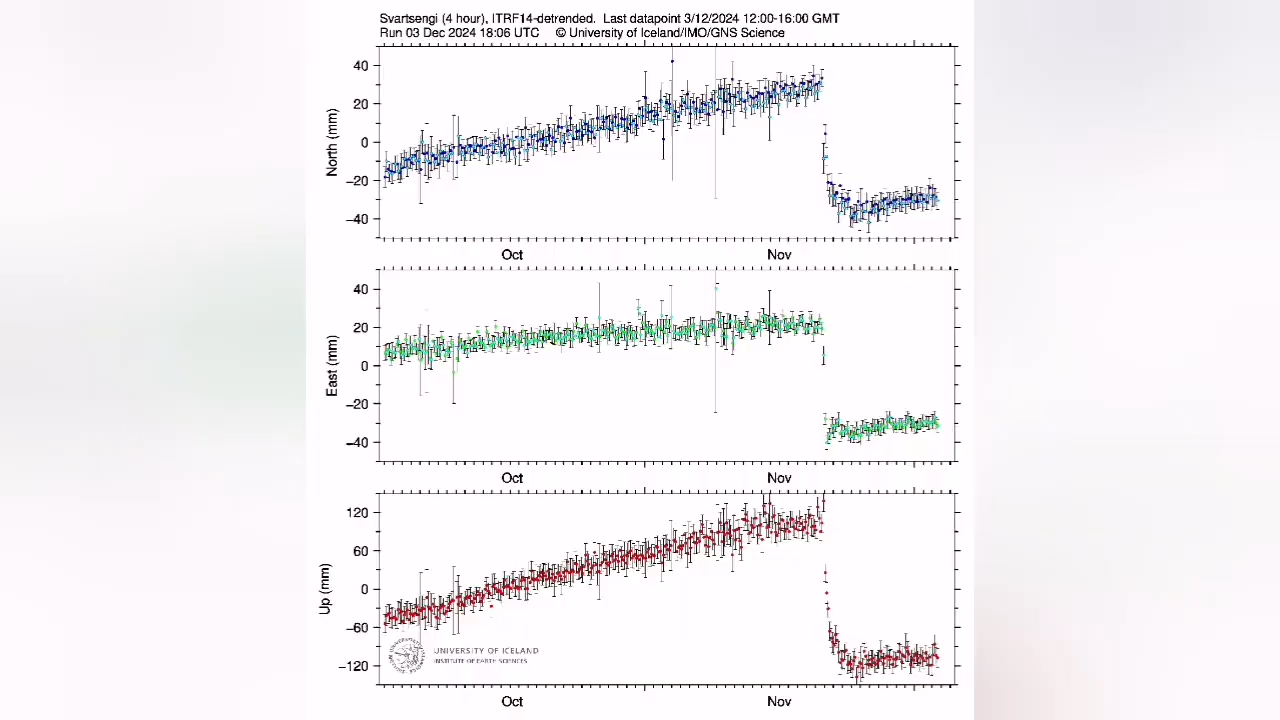 Svartsengi (4 hour), ITRF14-detrended. Last datapoint 3/12/2024 12:00-16:00 GMT
Run 03 Dec 2024 18:06 UTC © University of Iceland/IMO/GNS Science
40
20
0
−20
−40
North (mm)
Oct Nov
40
20
0
−20
−40
East (mm)
Oct Nov
120
60
0
−60
−120
Up (mm)
UNIVERSITY OF ICELAND
INSTITUTE OF EARTH SCIENCES
Oct Nov